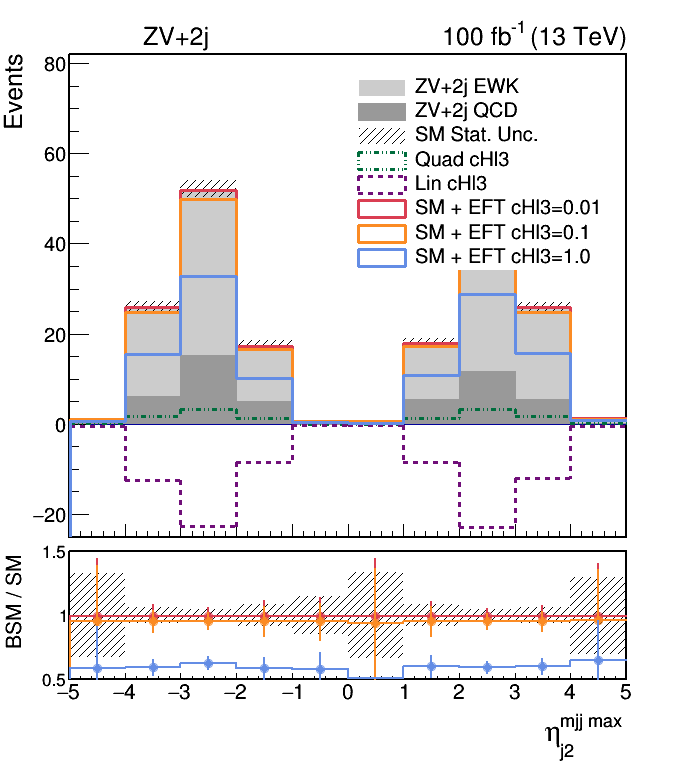 ZV+2j 100 fb-1 (13 TeV)
Events
80
60
40
20
0
−20
ZV+2j EWK
ZV+2j QCD
SM Stat. Unc.
Quad cHl3
Lin cHl3
SM + EFT cHl3=0.01
SM + EFT cHl3=0.1
SM + EFT cHl3=1.0
BSM / SM
1.5
1
0.5
−5 −4 −3 −2 −1 0 1 2 3 4 5
η mjj max j2